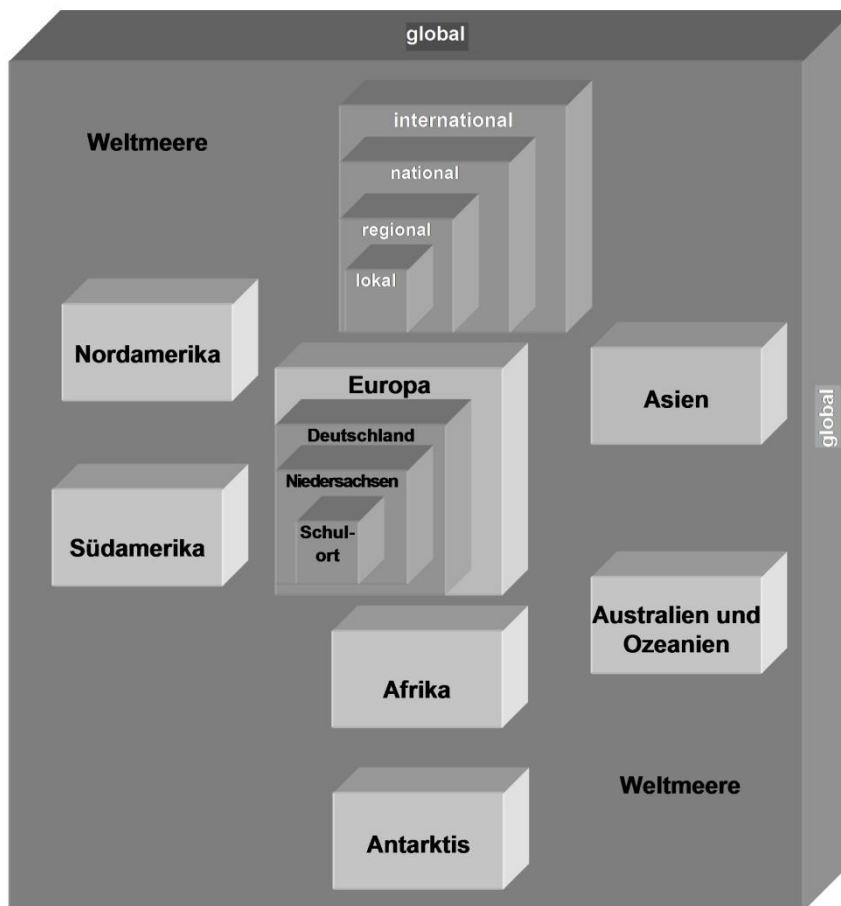 global
international
Weltmeere
national
regional
lokal
Nordamerika
Europa
Asien
global
Deutschland
Niedersachsen
Schul-
ort
Südamerika
Australien und
Ozeanien
Afrika
Weltmeere
Antarktis